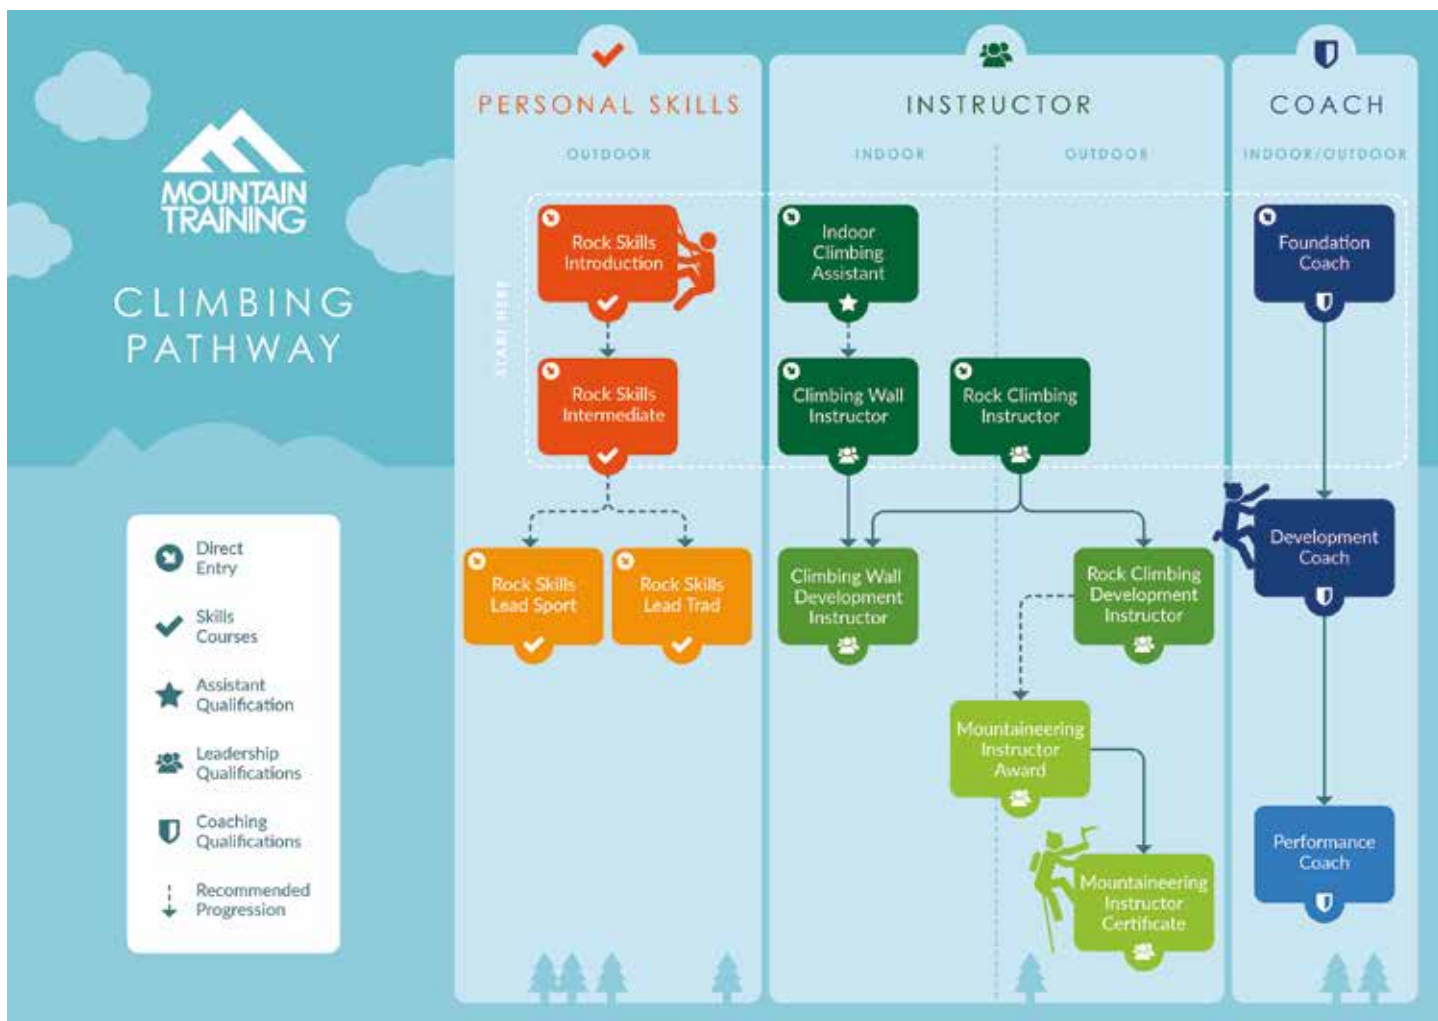 MOUNTAIN
TRAINING
CLIMBING
PATHWAY
Direct
Entry
Skills
Courses
Assistant
Qualification
Leadership
Qualifications
Coaching
Qualifications
Recommended
Progression
PERSONAL SKILLS
OUTDOOR
START HERE
Rock Skills
Introduction
Rock Skills
Intermediate
Rock Skills
Lead Sport
Rock Skills
Lead Trad
INSTRUCTOR
INDOOR
OUTDOOR
Indoor
Climbing
Assistant
Climbing Wall
Instructor
Rock Climbing
Instructor
Climbing Wall
Development
Instructor
Rock Climbing
Development
Instructor
Mountaineering
Instructor
Award
Mountaineering
Instructor
Certificate
COACH
INDOOR/OUTDOOR
Foundation
Coach
Development
Coach
Performance
Coach